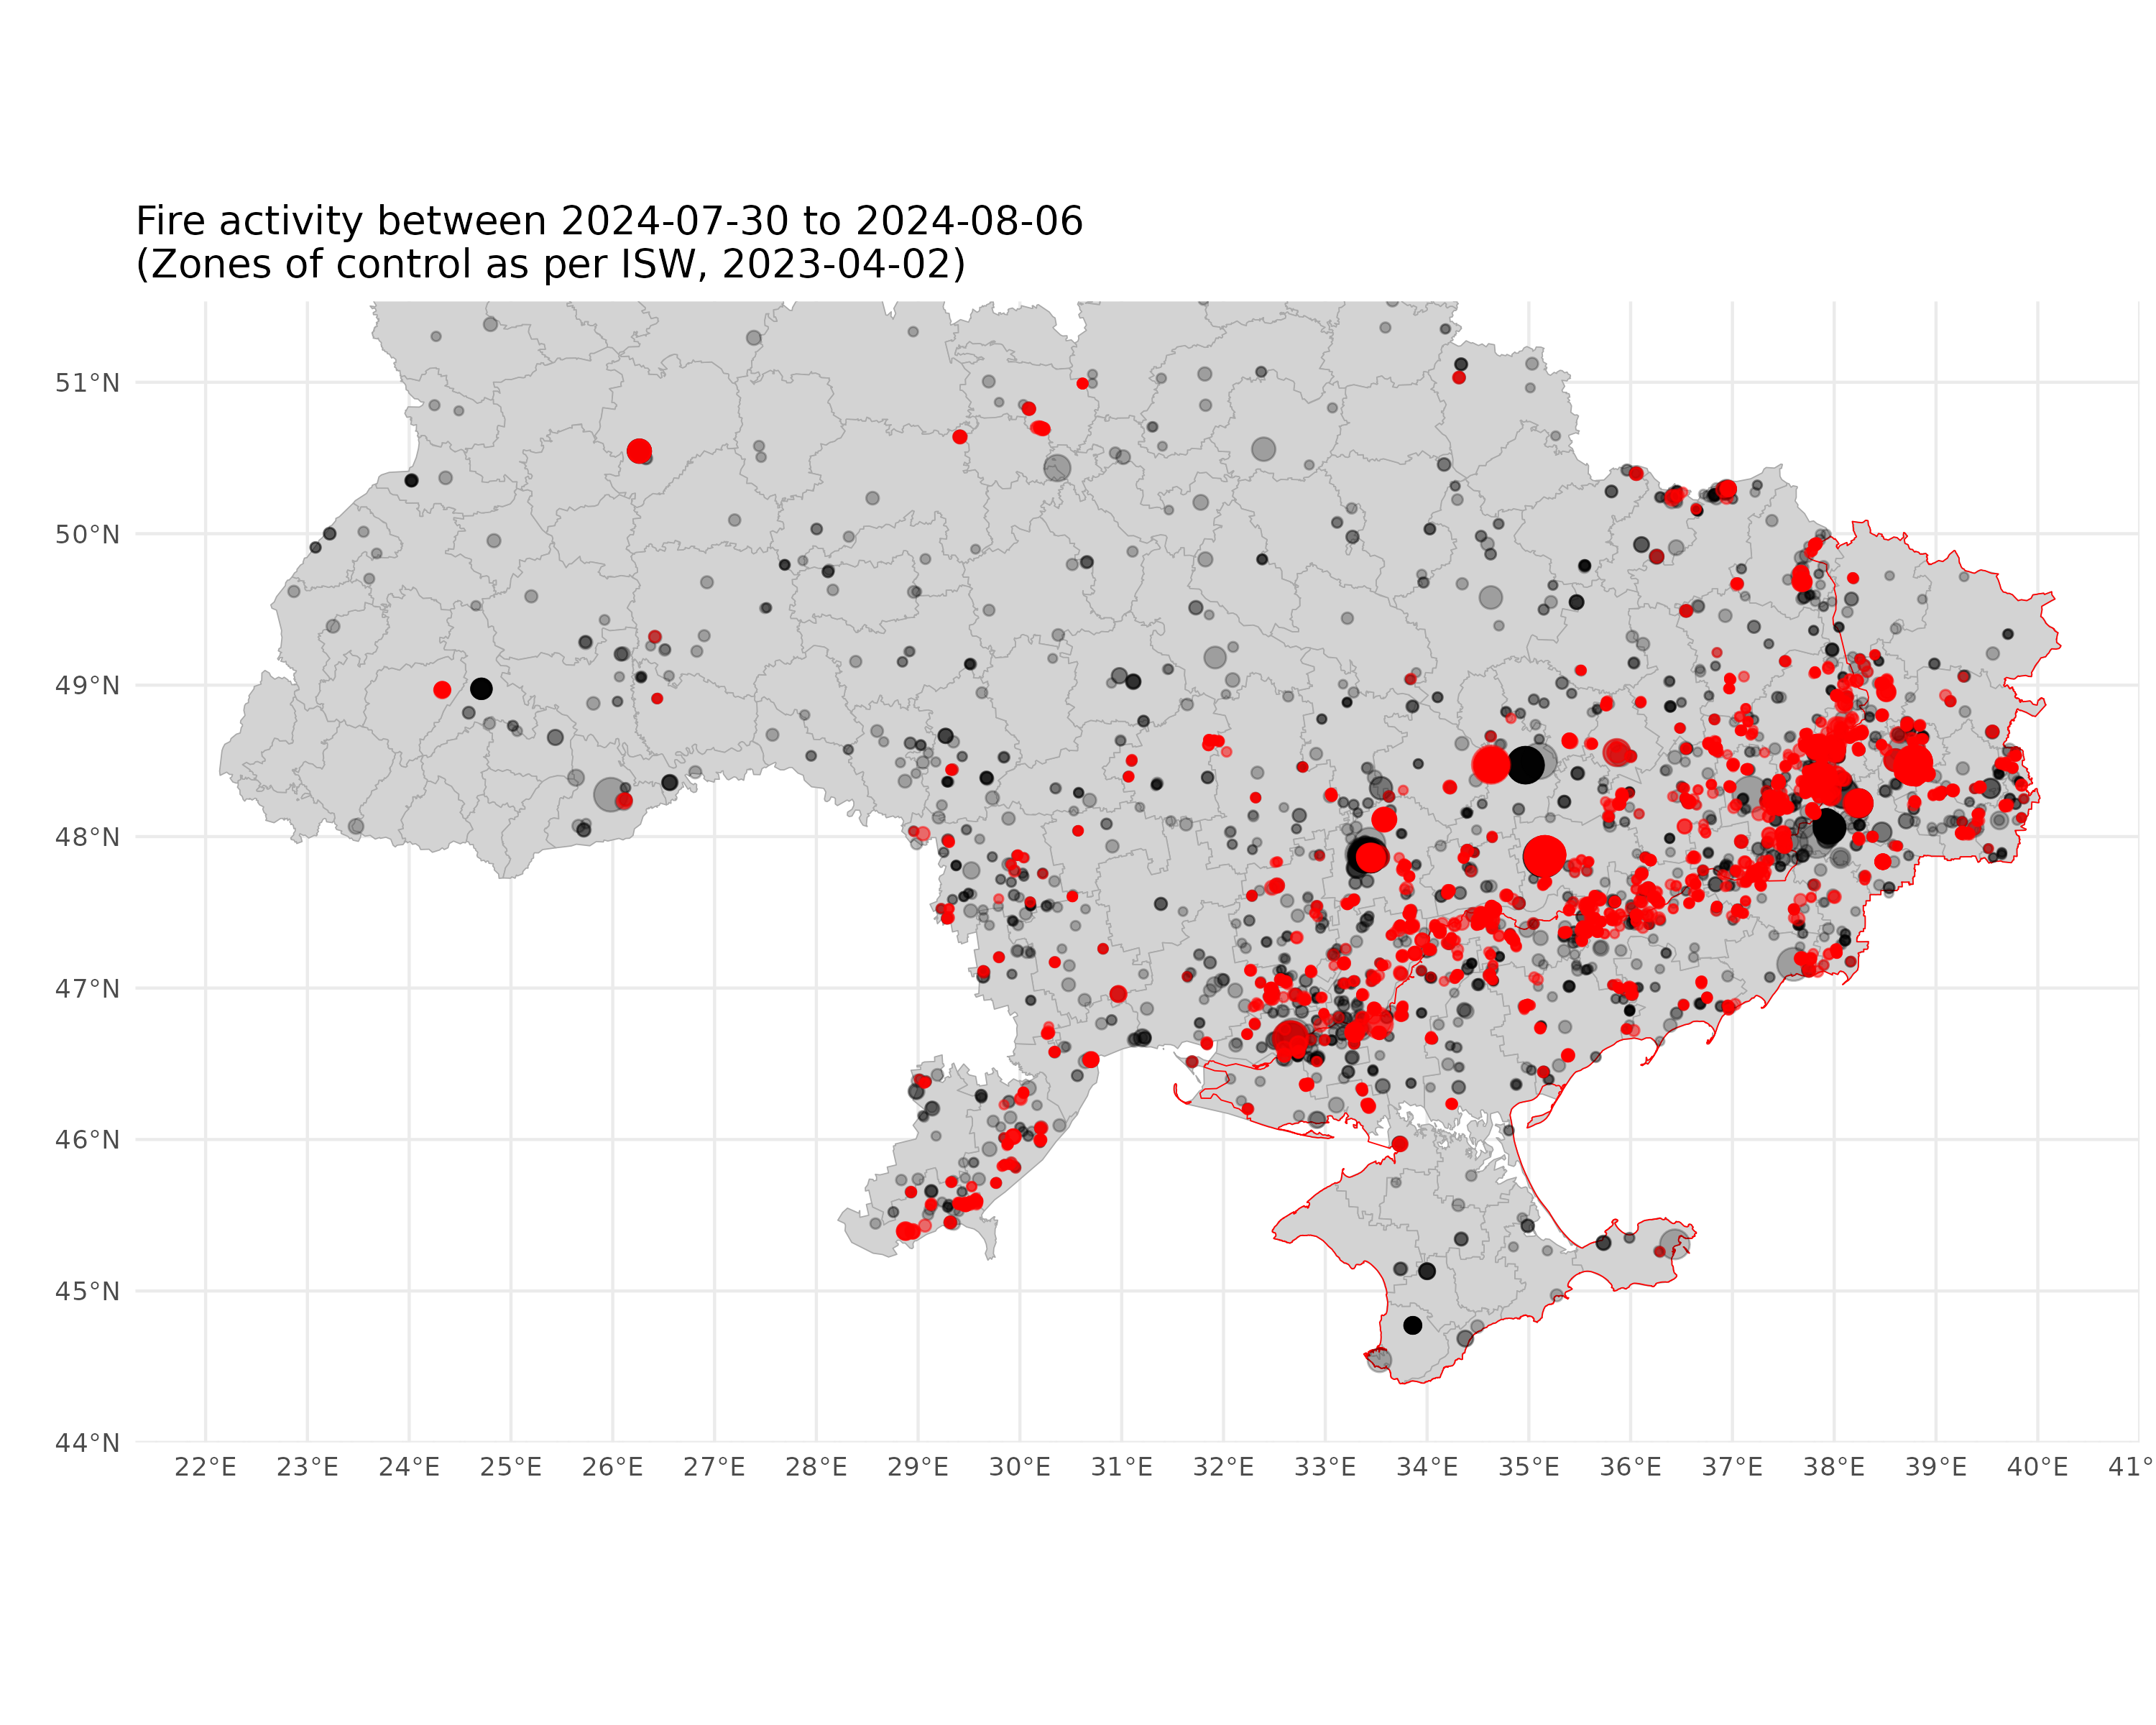 Fire activity between 2024-07-30 to 2024-08-06
(Zones of control as per ISW, 2023-04-02)
51°N
50°N
49°N
48°N
47°N
46°N
45°N
44°N
22°E 23°E 24°E 25°E 26°E 27°E 28°E 29°E 30°E 31°E 32°E 33°E 34°E 35°E 36°E 37°E 38°E 39°E 40°E 41°